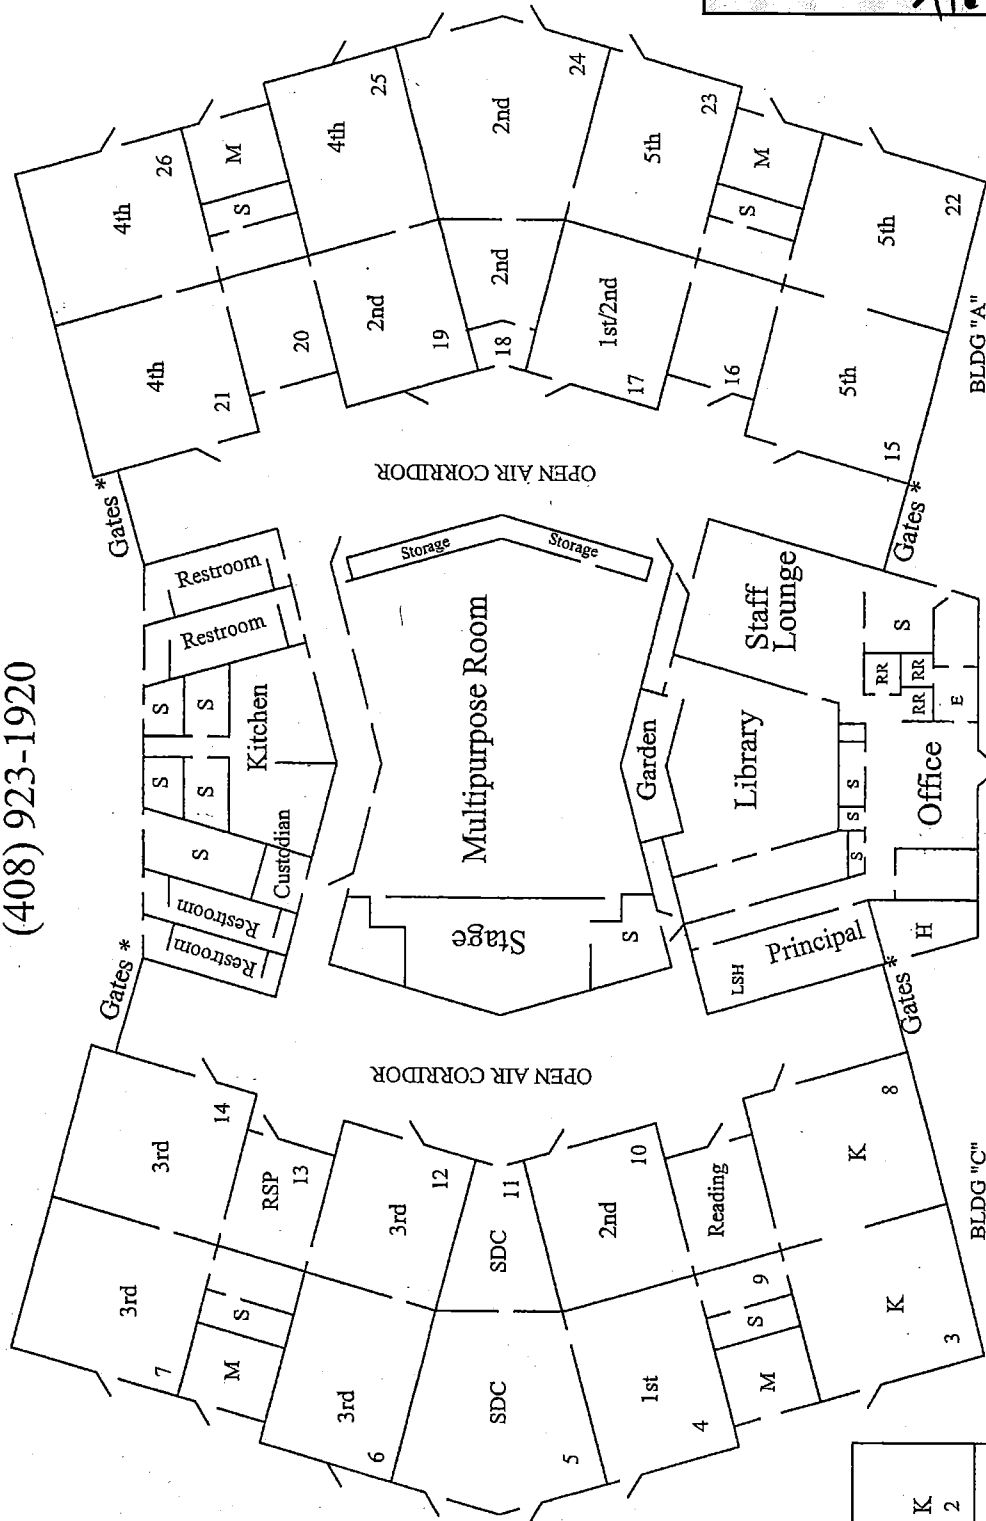 (408) 923-1920
Gates *
Gates *
3rd
7
3rd
14
Restroom
Restroom
S
S
S
S
S
Restroom
Restroom
4th
21
4th
26
M
S
RSP
13
Custodian
Kitchen
20
S
M
3rd
6
3rd
12
OPEN AIR CORRIDOR
Storage
Storage
OPEN AIR CORRIDOR
2nd
19
4th
25
SDC
5
SDC
11
Stage
Multipurpose Room
18
2nd
2nd
24
1st
4
2nd
10
S
Garden
1st/2nd
17
5th
23
M
S
9
Reading
LSH
Principal
Library
Staff
Lounge
16
S
M
K
3
K
8
S
S
S
RR
RR
RR
S
5th
15
5th
22
Gates *
H
Office
E
Gates *
K
2
BLDG "C"
BLDG "A"